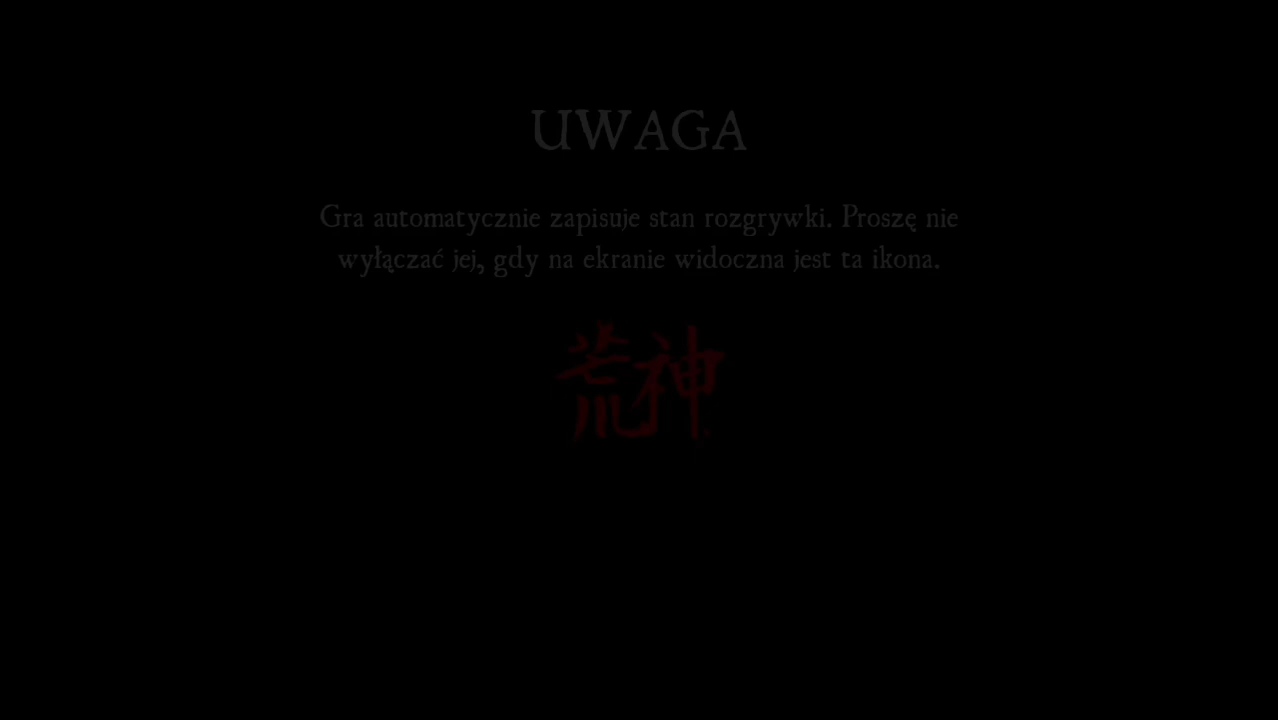 UWAGA
Gra automatycznie zapisuje stan rozgrywki. Proszę nie
wyłączać jej, gdy na ekranie widoczna jest ta ikona.
荒神